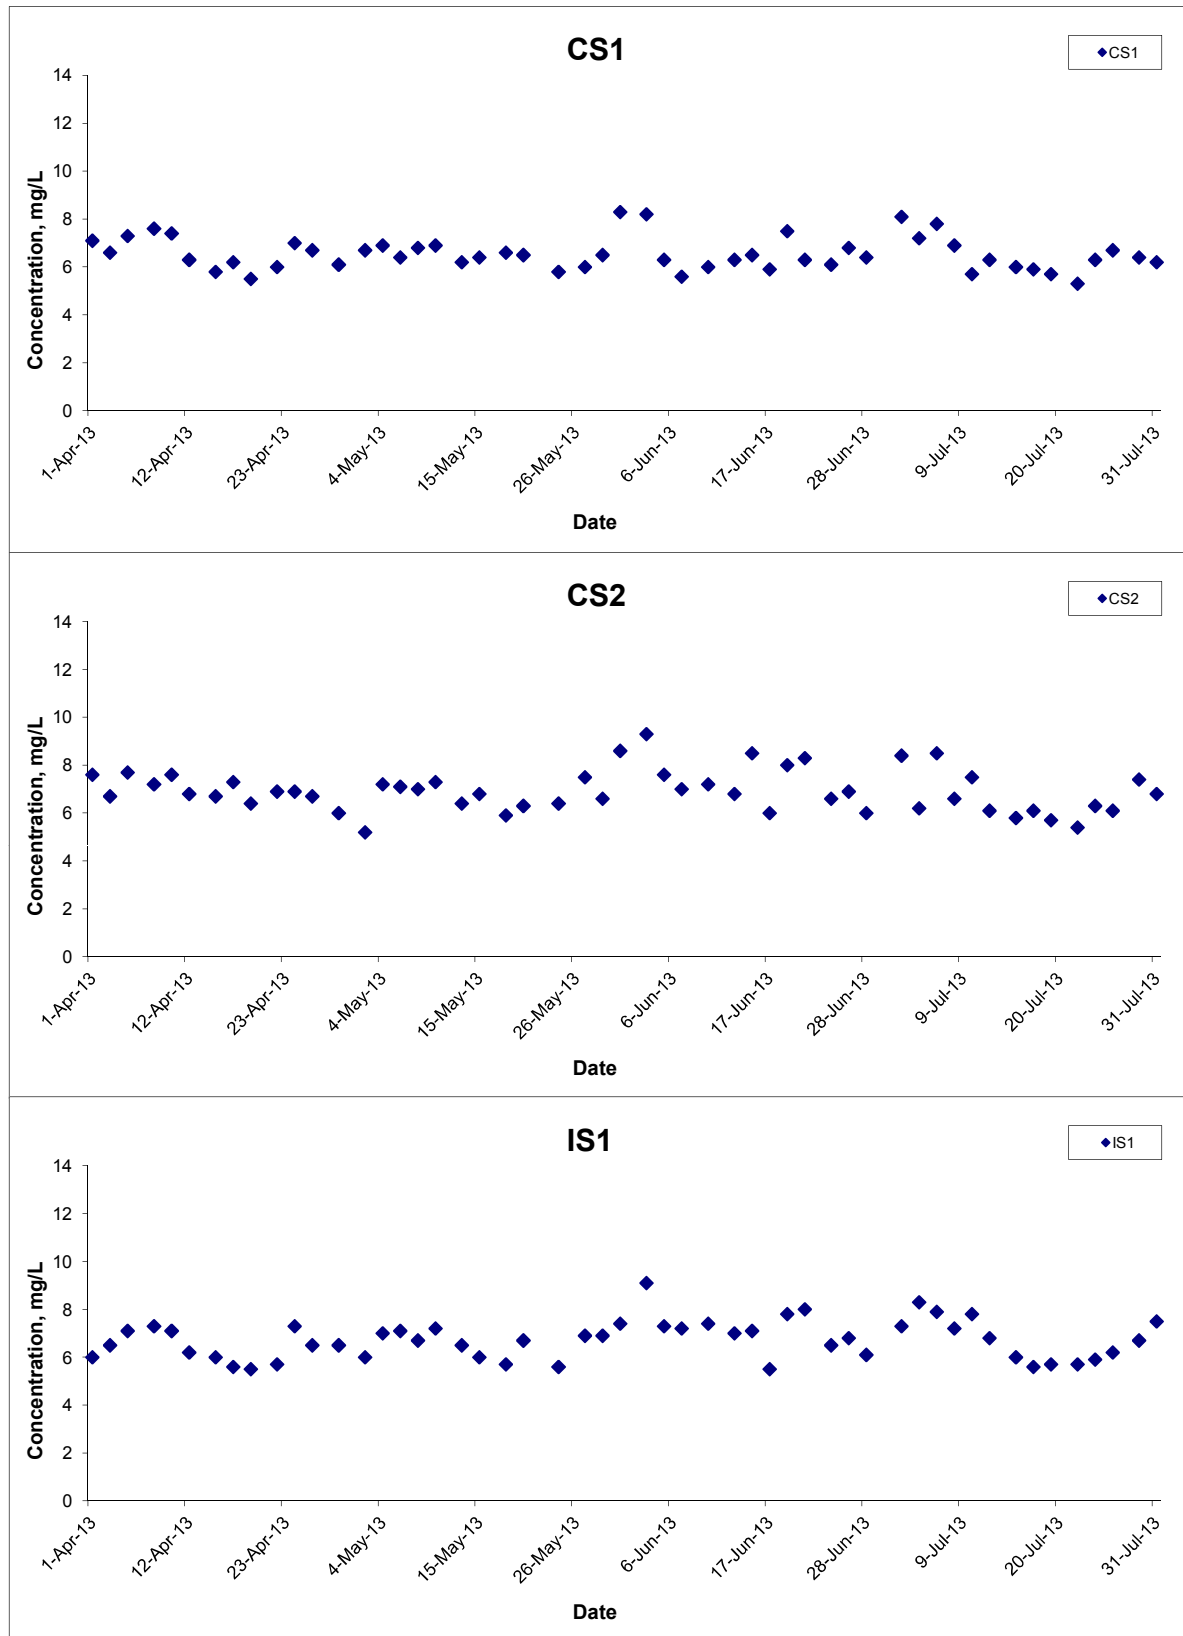 CS1
CS1
14
12
10
8
6
4
2
0
Concentration, mg/L
1-Apr-13
12-Apr-13
23-Apr-13
4-May-13
15-May-13
26-May-13
6-Jun-13
17-Jun-13
28-Jun-13
9-Jul-13
20-Jul-13
31-Jul-13
Date
CS2
CS2
14
12
10
8
6
4
2
0
Concentration, mg/L
1-Apr-13
12-Apr-13
23-Apr-13
4-May-13
15-May-13
26-May-13
6-Jun-13
17-Jun-13
28-Jun-13
9-Jul-13
20-Jul-13
31-Jul-13
Date
IS1
IS1
14
12
10
8
6
4
2
0
Concentration, mg/L
1-Apr-13
12-Apr-13
23-Apr-13
4-May-13
15-May-13
26-May-13
6-Jun-13
17-Jun-13
28-Jun-13
9-Jul-13
20-Jul-13
31-Jul-13
Date